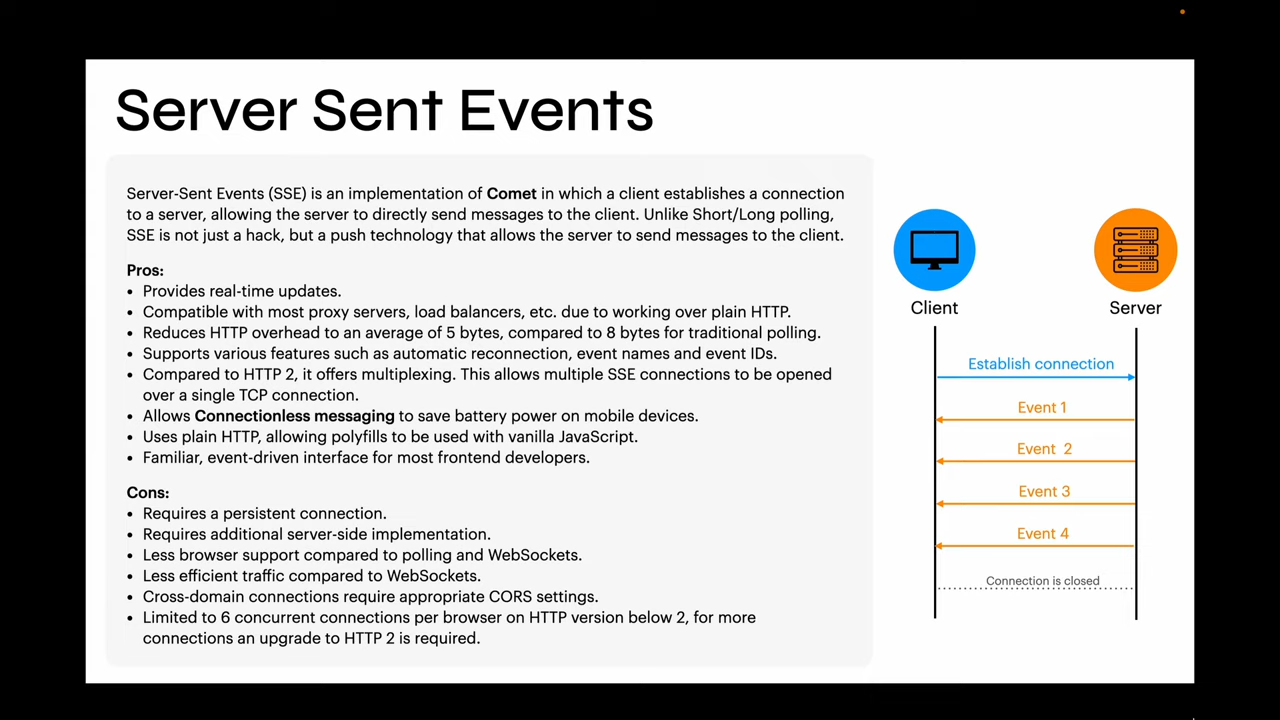 Server Sent Events
Server-Sent Events (SSE) is an implementation of Comet in which a client establishes a connection
to a server, allowing the server to directly send messages to the client. Unlike Short/Long polling,
SSE is not just a hack, but a push technology that allows the server to send messages to the client.
Pros:
• Provides real-time updates.
• Compatible with most proxy servers, load balancers, etc. due to working over plain HTTP.
• Reduces HTTP overhead to an average of 5 bytes, compared to 8 bytes for traditional polling.
• Supports various features such as automatic reconnection, event names and event IDs.
• Compared to HTTP 2, it offers multiplexing. This allows multiple SSE connections to be opened
over a single TCP connection.
• Allows Connectionless messaging to save battery power on mobile devices.
• Uses plain HTTP, allowing polyfills to be used with vanilla JavaScript.
• Familiar, event-driven interface for most frontend developers.
Cons:
• Requires a persistent connection.
• Requires additional server-side implementation.
• Less browser support compared to polling and WebSockets.
• Less efficient traffic compared to WebSockets.
• Cross-domain connections require appropriate CORS settings.
• Limited to 6 concurrent connections per browser on HTTP version below 2, for more
connections an upgrade to HTTP 2 is required.
Client
Server
Establish connection
Event 1
Event 2
Event 3
Event 4
Connection is closed